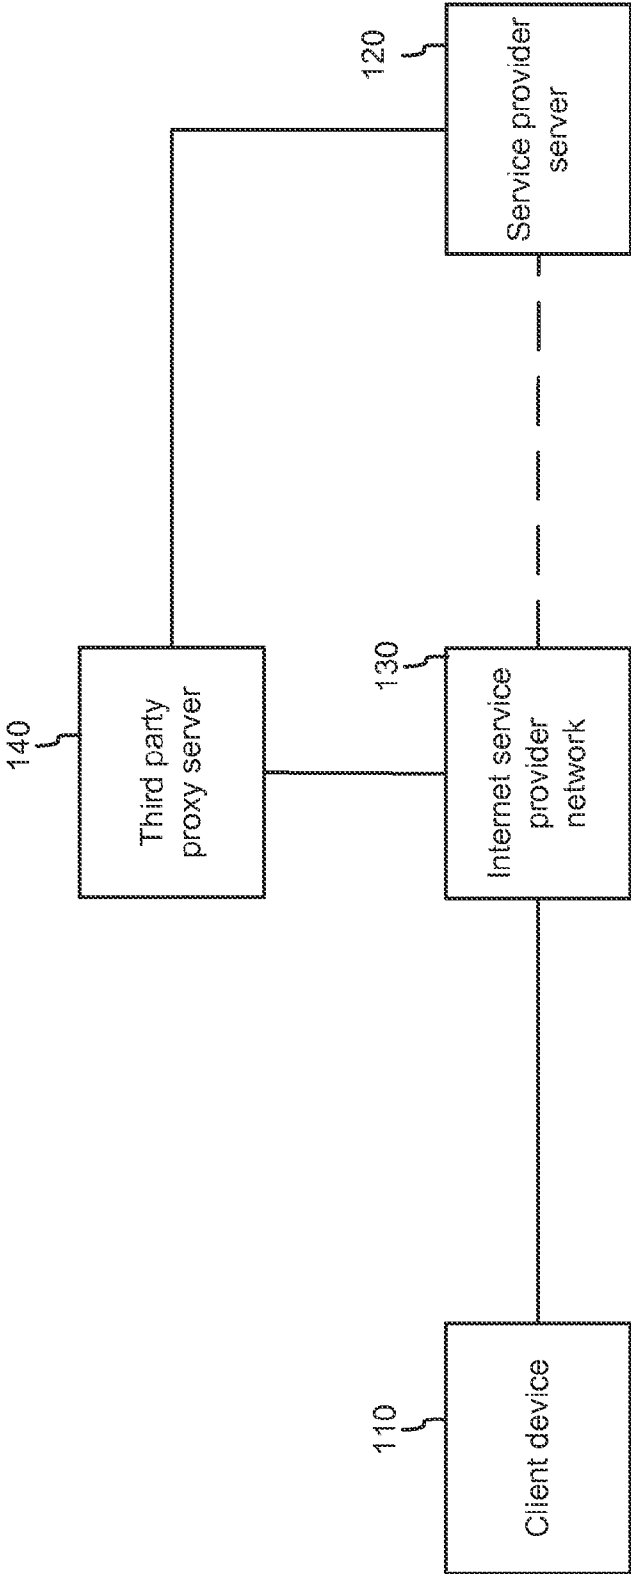 140
Third party
proxy server
110
Client device
130
Internet service
provider
network
120
Service provider
server